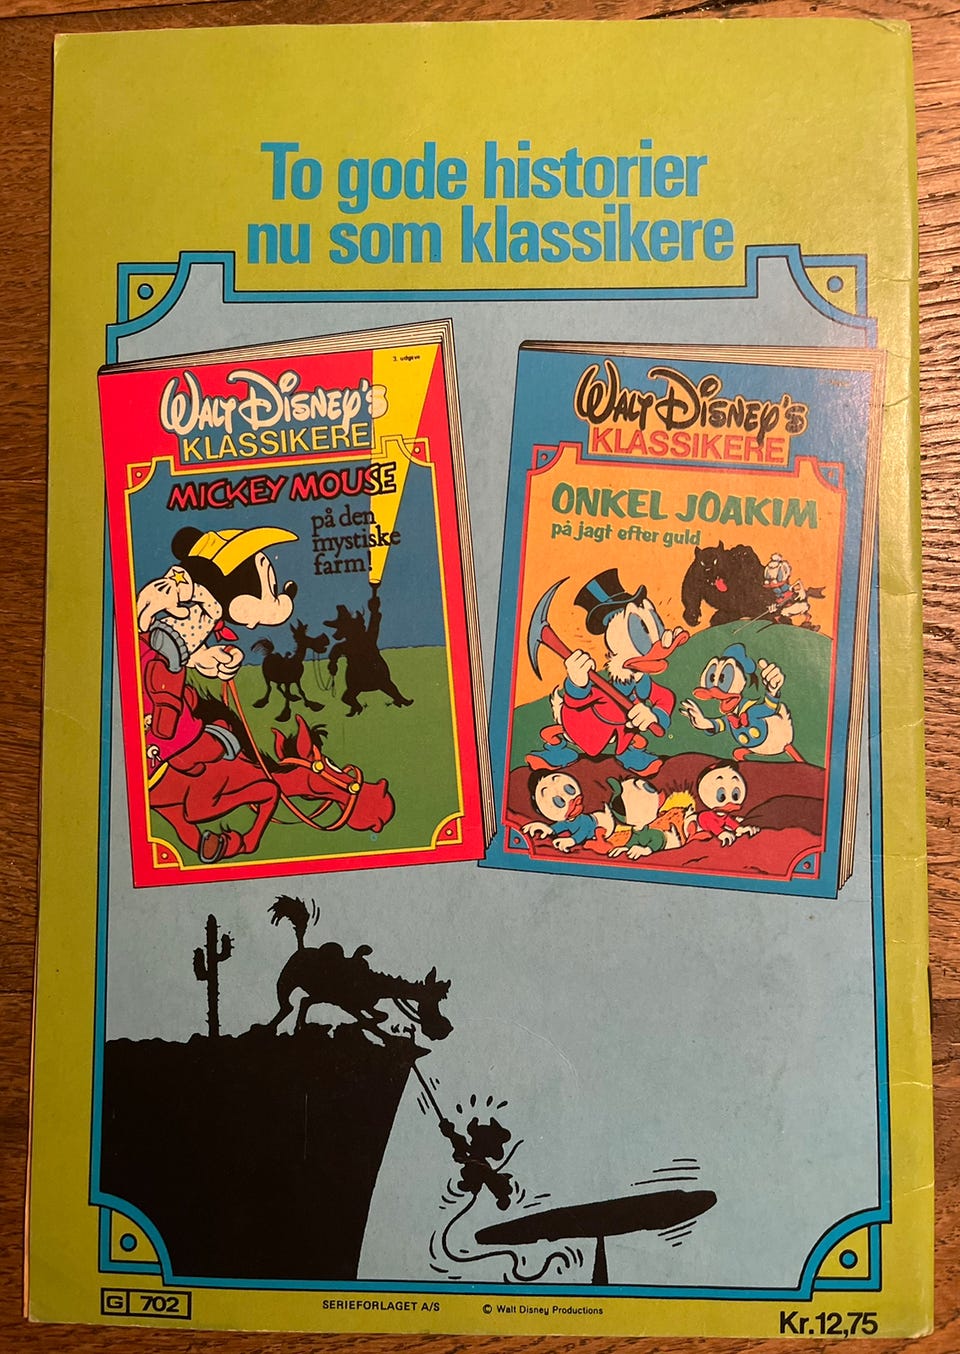 To gode historier
nu som klassikere
3. udgave
WALT DISNEY'S
KLASSIKERE
MICKEY MOUSE
på den
mystiske
farm!
WALT DISNEY'S
KLASSIKERE
ONKEL JOAKIM
på jagt efter guld
G 702
SERIEFORLAGET A/S
© Walt Disney Productions
Kr.12,75